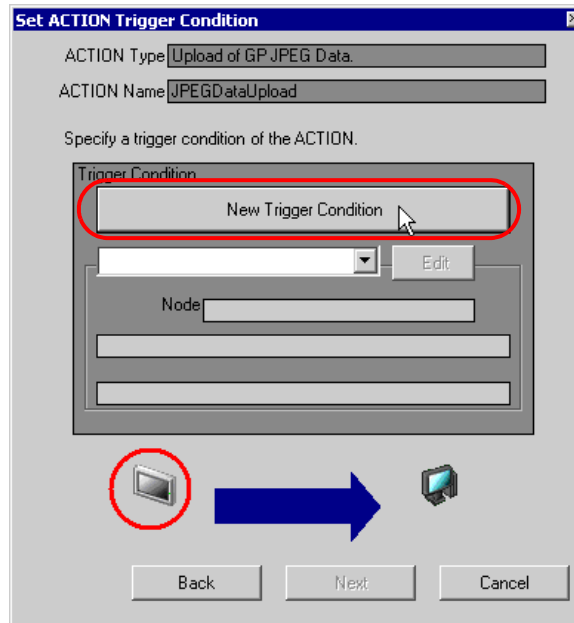 Set ACTION Trigger Condition
ACTION Type Upload of GP JPEG Data.
ACTION Name JPEGDataUpload
Specify a trigger condition of the ACTION.
Trigger Condition
New Trigger Condition
Edit
Node
Back Next Cancel